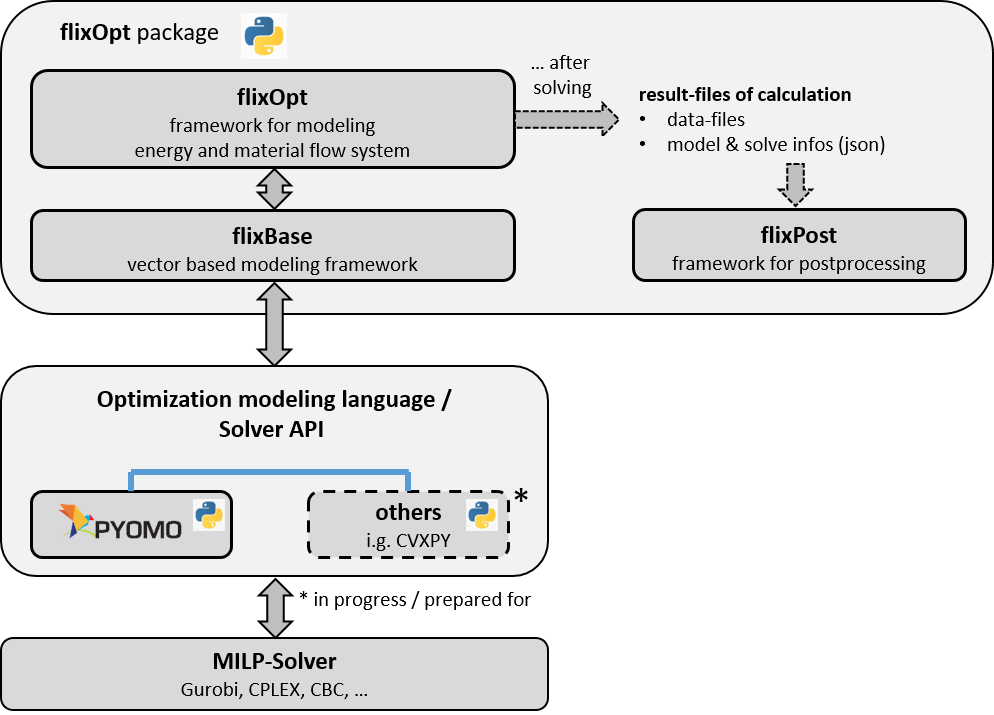 flixOpt package
flixOpt
framework for modeling
energy and material flow system
... after
solving
result-files of calculation
• data-files
• model & solve infos (json)
flixBase
vector based modeling framework
flixPost
framework for postprocessing
Optimization modeling language /
Solver API
PYOMO
others
i.g. CVXPY
*
* in progress / prepared for
MILP-Solver
Gurobi, CPLEX, CBC, ...